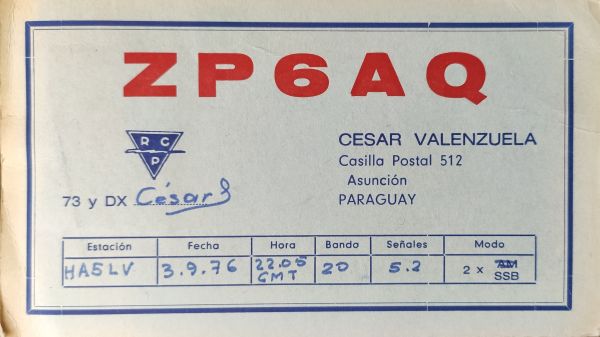 ZP6AQ
R C P
CESAR VALENZUELA
Casilla Postal 512
Asunción
PARAGUAY
73 y DX César
Estación Fecha Hora Banda Señales Modo
HA5LV 3.9.76 22.05 GMT 20 5.2 2 x AM SSB